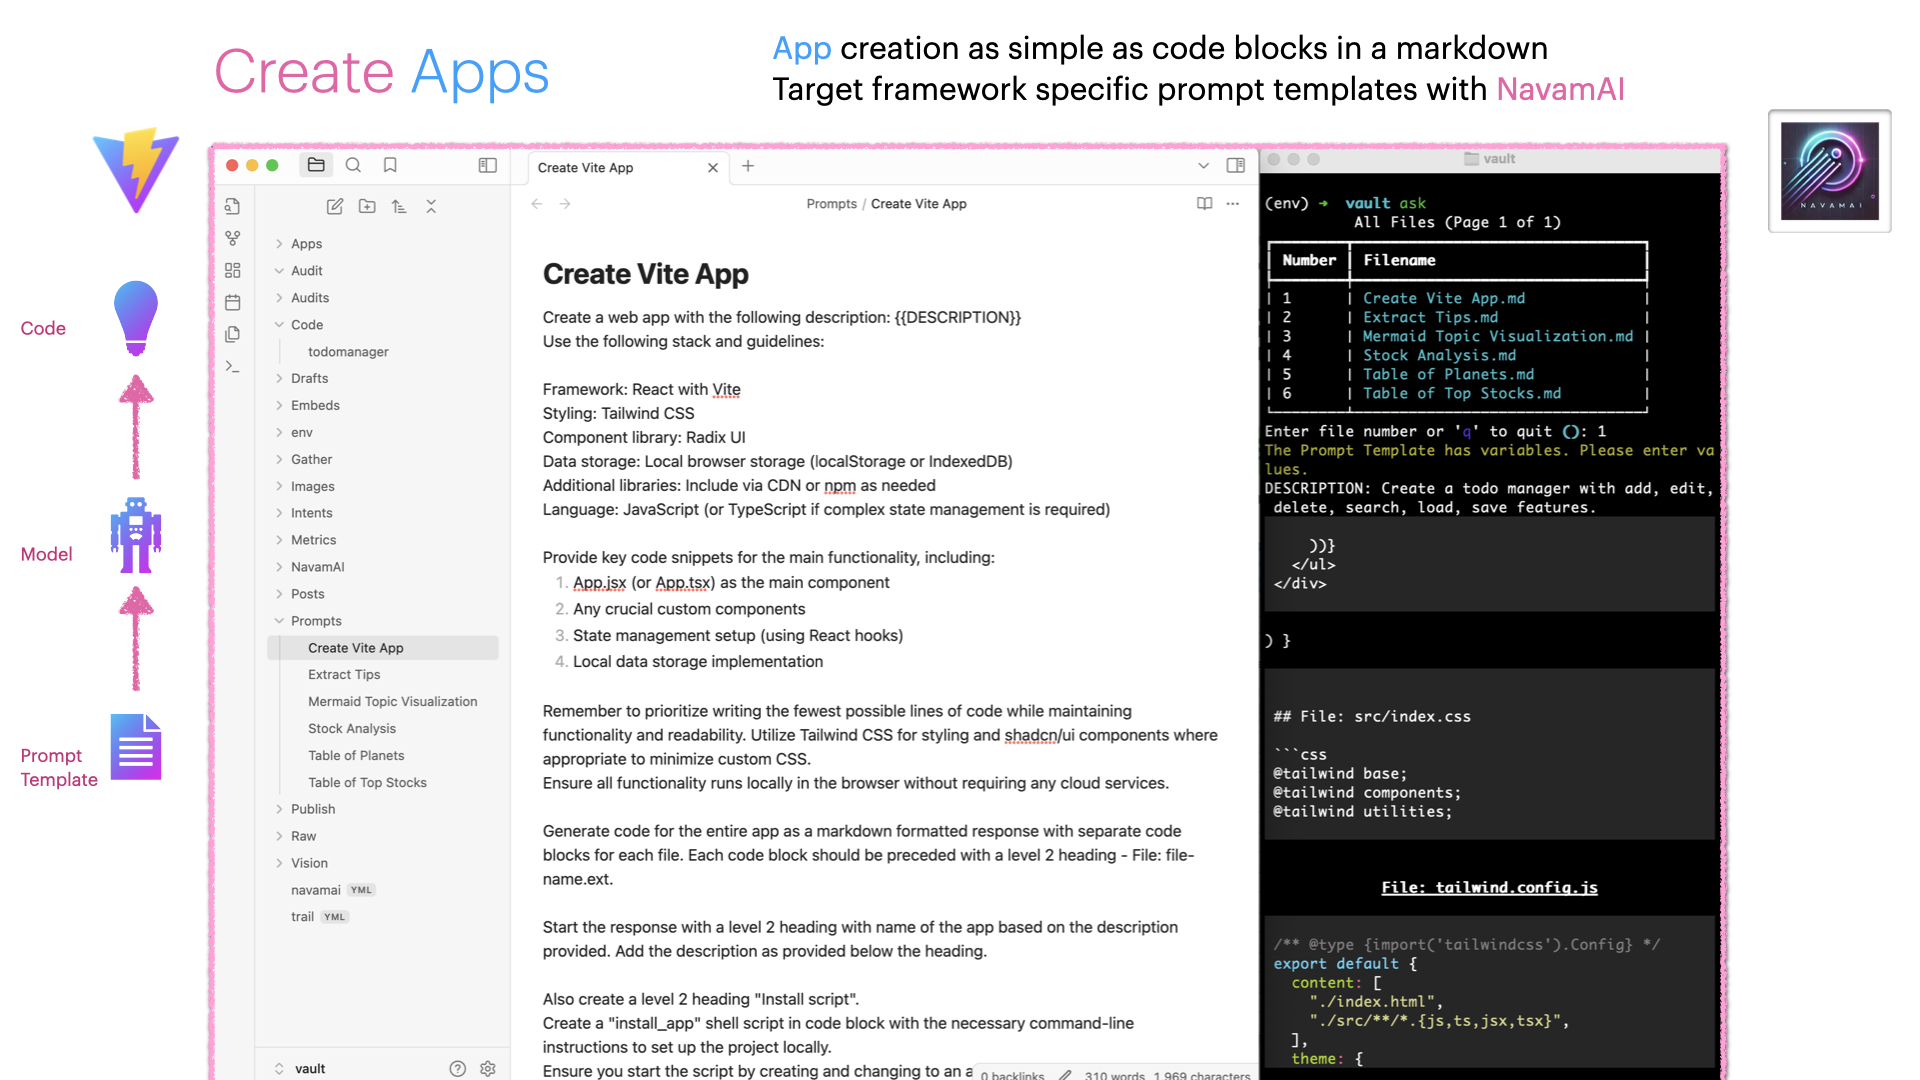 Create Apps
App creation as simple as code blocks in a markdown
Target framework specific prompt templates with NavamAI
NAVAMAI
Code
Model
Prompt
Template
Apps
Audit
Audits
Code
todomanager
Drafts
Embeds
env
Gather
Images
Intents
Metrics
NavamAI
Posts
Prompts
Create Vite App
Extract Tips
Mermaid Topic Visualization
Stock Analysis
Table of Planets
Table of Top Stocks
Publish
Raw
Vision
navamai YML
trail YML
vault
Create Vite App
Prompts / Create Vite App
Create Vite App
Create a web app with the following description: {{DESCRIPTION}}
Use the following stack and guidelines:
Framework: React with Vite
Styling: Tailwind CSS
Component library: Radix UI
Data storage: Local browser storage (localStorage or IndexedDB)
Additional libraries: Include via CDN or npm as needed
Language: JavaScript (or TypeScript if complex state management is required)
Provide key code snippets for the main functionality, including:
1. App.jsx (or App.tsx) as the main component
2. Any crucial custom components
3. State management setup (using React hooks)
4. Local data storage implementation
Remember to prioritize writing the fewest possible lines of code while maintaining
functionality and readability. Utilize Tailwind CSS for styling and shadcn/ui components where
appropriate to minimize custom CSS.
Ensure all functionality runs locally in the browser without requiring any cloud services.
Generate code for the entire app as a markdown formatted response with separate code
blocks for each file. Each code block should be preceded with a level 2 heading - File: file-
name.ext.
Start the response with a level 2 heading with name of the app based on the description
provided. Add the description as provided below the heading.
Also create a level 2 heading "Install script".
Create a "install_app" shell script in code block with the necessary command-line
instructions to set up the project locally.
Ensure you start the script by creating and changing to an a
0 backlinks 310 words 1,969 characters
vault
(env) ➜ vault ask
All Files (Page 1 of 1)
Number | Filename
1 | Create Vite App.md
2 | Extract Tips.md
3 | Mermaid Topic Visualization.md
4 | Stock Analysis.md
5 | Table of Planets.md
6 | Table of Top Stocks.md
Enter file number or 'q' to quit (): 1
The Prompt Template has variables. Please enter va
lues.
DESCRIPTION: Create a todo manager with add, edit,
delete, search, load, save features.
))}
</ul>
</div>
) }
## File: src/index.css
```css
@tailwind base;
@tailwind components;
@tailwind utilities;
File: tailwind.config.js
/** @type {import('tailwindcss').Config} */
export default {
content: [
"./index.html",
"./src/**/*.{js,ts,jsx,tsx}",
],
theme: {